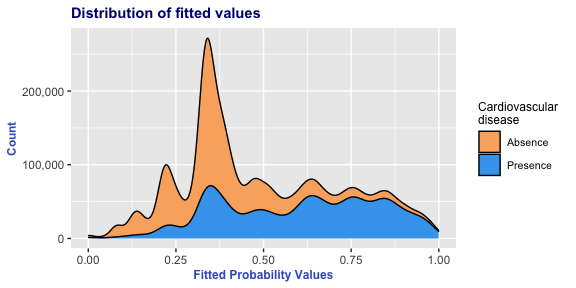 Distribution of fitted values
Count
200,000
100,000
0
0.00 0.25 0.50 0.75 1.00
Fitted Probability Values
Cardiovascular
disease
Absence
Presence